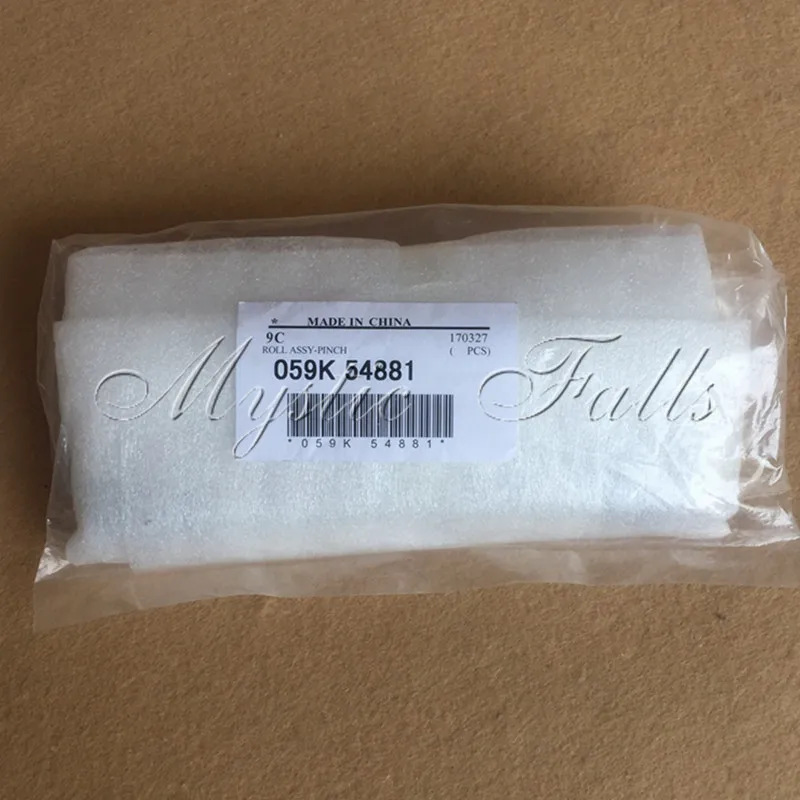 * MADE IN CHINA
9C 170327
ROLL ASSY-PINCH ( PCS)
059K 54881
*059K 54881*
Mystic Falls